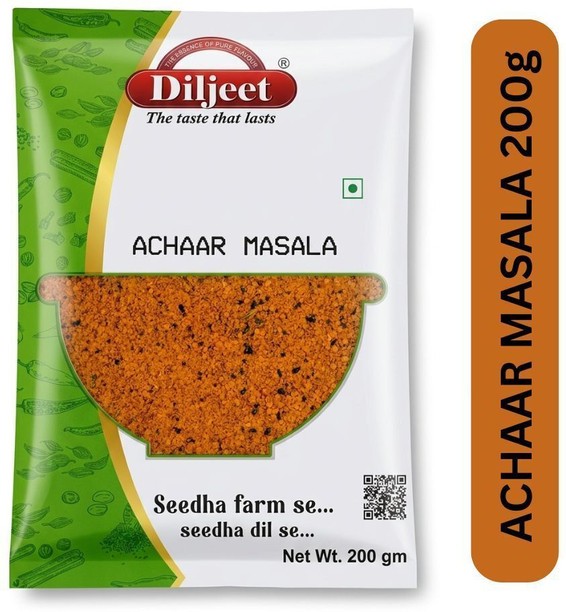 THE ESSENCE OF PURE FLAVOUR
Diljeet ®
The taste that lasts
ACHAAR MASALA
Seedha farm se...
seedha dil se...
Net Wt. 200 gm
ACHAAR MASALA 200g